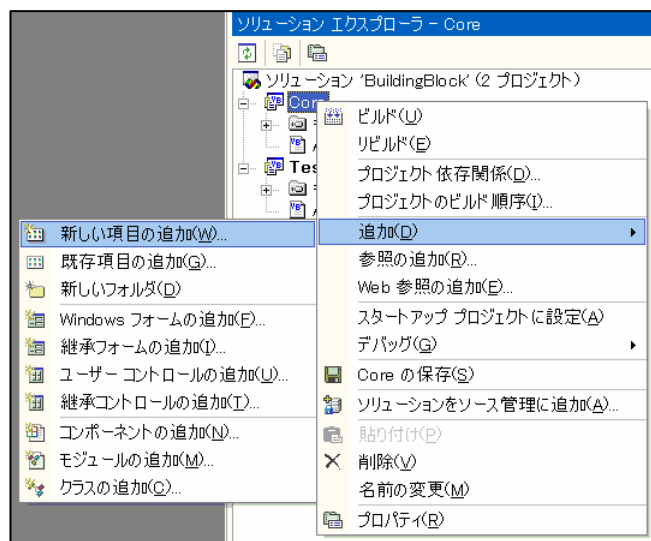 ソリューション エクスプローラ - Core
ソリューション 'BuildingBlock' (2 プロジェクト)
Core
Tes
ビルド(U)
リビルド(E)
プロジェクト依存関係(D)...
プロジェクトのビルド順序(I)...
追加(D)
参照の追加(R)...
Web 参照の追加(E)...
スタートアップ プロジェクトに設定(A)
デバッグ(G)
Core の保存(S)
ソリューションをソース管理に追加(A)...
貼り付け(P)
削除(V)
名前の変更(M)
プロパティ(R)
新しい項目の追加(W)...
既存項目の追加(G)...
新しいフォルダ(D)
Windows フォームの追加(F)...
継承フォームの追加(I)...
ユーザー コントロールの追加(U)...
継承コントロールの追加(T)...
コンポーネントの追加(N)...
モジュールの追加(M)...
クラスの追加(C)...